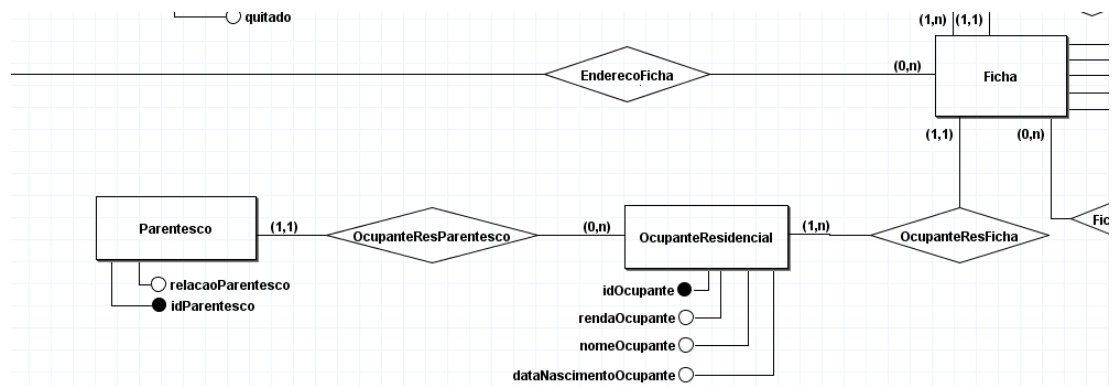 quitado
(1,n) (1,1)
EnderecoFicha
(0,n)
Ficha
(1,1)
(0,n)
Parentesco
(1,1)
OcupanteResParentesco
(0,n)
OcupanteResidencial
(1,n)
OcupanteResFicha
Fic
relacaoParentesco
idParentesco
idOcupante
rendaOcupante
nomeOcupante
dataNascimentoOcupante